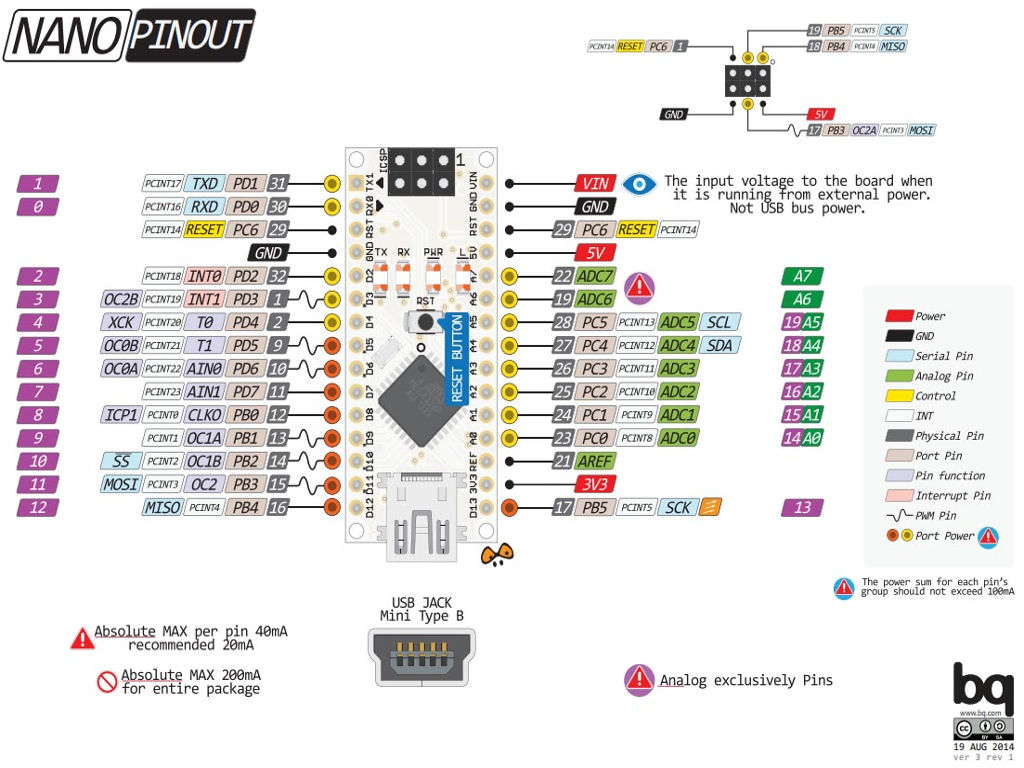 NANO PINOUT
PCINT14 RESET PC6 1
19 PB5 PCINT5 SCK
18 PB4 PCINT4 MISO
GND
5V
17 PB3 OC2A PCINT3 MOSI
1 PCINT17 TXD PD1 31
0 PCINT16 RXD PD0 30
PCINT14 RESET PC6 29
GND
2 PCINT18 INT0 PD2 32
3 OC2B PCINT19 INT1 PD3 1
4 XCK PCINT20 T0 PD4 2
5 OC0B PCINT21 T1 PD5 9
6 OC0A PCINT22 AIN0 PD6 10
7 PCINT23 AIN1 PD7 11
8 ICP1 PCINT0 CLKO PB0 12
9 PCINT1 OC1A PB1 13
10 SS PCINT2 OC1B PB2 14
11 MOSI PCINT3 OC2 PB3 15
12 MISO PCINT4 PB4 16
ICSP
1
TX1
RX0
RST
GND
D2
D3
D4
D5
D6
D7
D8
D9
D10
D11
D12
TX RX PWR L
RST
RESET BUTTON
VIN
GND
RST
5V
A7
A6
A5
A4
A3
A2
A1
A0
REF
3V3
D13
VIN
The input voltage to the board when
it is running from external power.
Not USB bus power.
GND
29 PC6 RESET PCINT14
5V
22 ADC7 A7
19 ADC6 A6
28 PC5 PCINT13 ADC5 SCL 19 A5
27 PC4 PCINT12 ADC4 SDA 18 A4
26 PC3 PCINT11 ADC3 17 A3
25 PC2 PCINT10 ADC2 16 A2
24 PC1 PCINT9 ADC1 15 A1
23 PC0 PCINT8 ADC0 14 A0
21 AREF
3V3
17 PB5 PCINT5 SCK 13
Power
GND
Serial Pin
Analog Pin
Control
INT
Physical Pin
Port Pin
Pin function
Interrupt Pin
PWM Pin
Port Power
The power sum for each pin's
group should not exceed 100mA
USB JACK
Mini Type B
Absolute MAX per pin 40mA
recommended 20mA
Absolute MAX 200mA
for entire package
Analog exclusively Pins
bq
www.bq.com
cc BY SA
19 AUG 2014
ver 3 rev 1